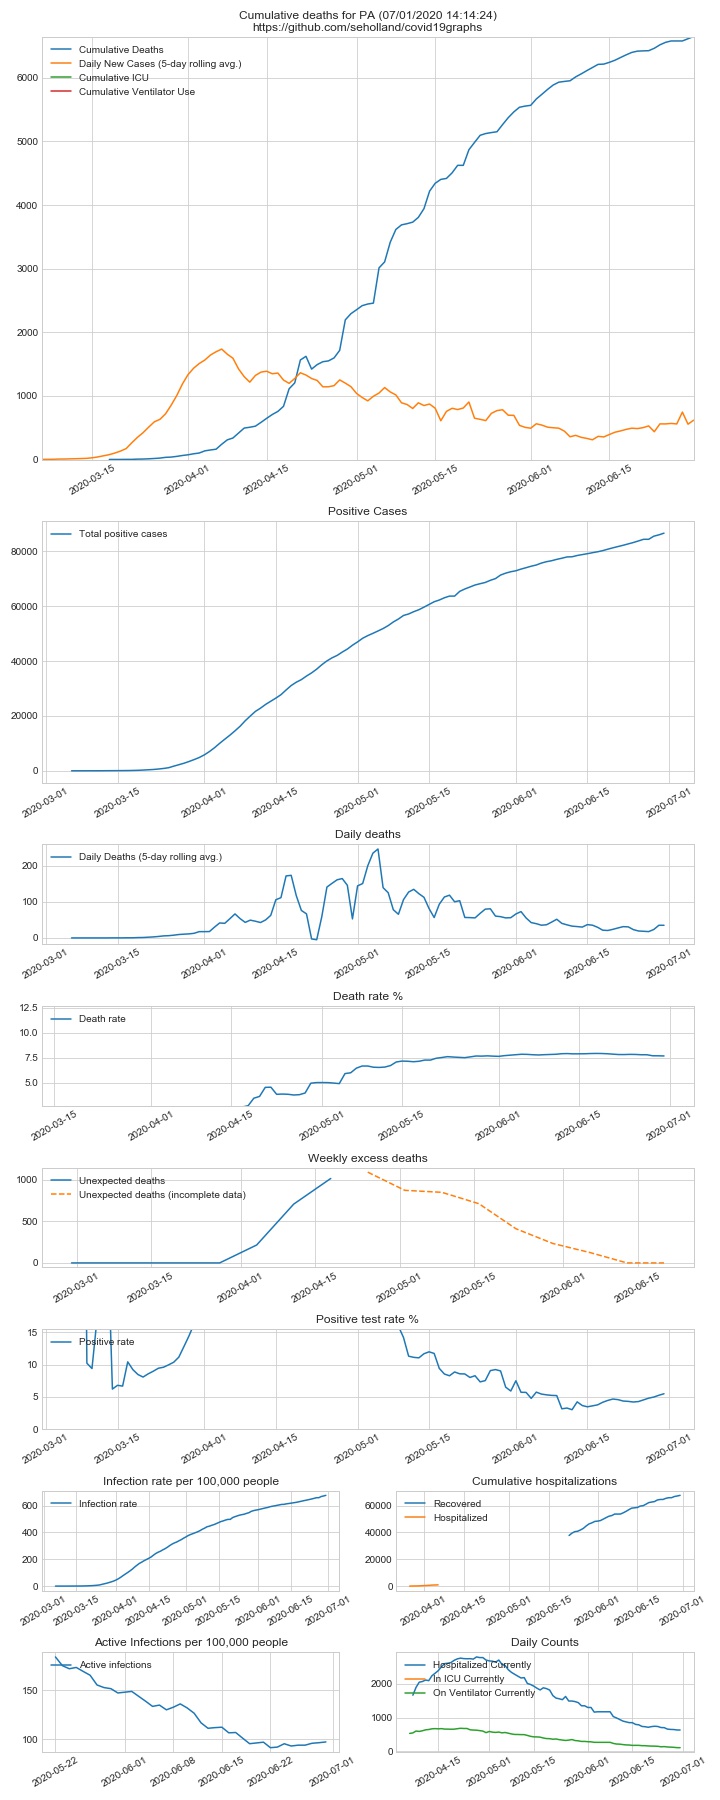 Cumulative deaths for PA (07/01/2020 14:14:24)
https://github.com/seholland/covid19graphs
Cumulative Deaths
Daily New Cases (5-day rolling avg.)
Cumulative ICU
Cumulative Ventilator Use
6000
5000
4000
3000
2000
1000
0
2020-03-15 2020-04-01 2020-04-15 2020-05-01 2020-05-15 2020-06-01 2020-06-15
Positive Cases
Total positive cases
80000
60000
40000
20000
0
2020-03-01 2020-03-15 2020-04-01 2020-04-15 2020-05-01 2020-05-15 2020-06-01 2020-06-15 2020-07-01
Daily deaths
Daily Deaths (5-day rolling avg.)
200
100
0
2020-03-01 2020-03-15 2020-04-01 2020-04-15 2020-05-01 2020-05-15 2020-06-01 2020-06-15 2020-07-01
Death rate %
12.5
Death rate
10.0
7.5
5.0
2020-03-15 2020-04-01 2020-04-15 2020-05-01 2020-05-15 2020-06-01 2020-06-15 2020-07-01
Weekly excess deaths
Unexpected deaths
Unexpected deaths (incomplete data)
1000
500
0
2020-03-01 2020-03-15 2020-04-01 2020-04-15 2020-05-01 2020-05-15 2020-06-01 2020-06-15
Positive test rate %
15
Positive rate
10
5
0
2020-03-01 2020-03-15 2020-04-01 2020-04-15 2020-05-01 2020-05-15 2020-06-01 2020-06-15 2020-07-01
Infection rate per 100,000 people
Infection rate
600
400
200
0
2020-03-01 2020-03-15 2020-04-01 2020-04-15 2020-05-01 2020-05-15 2020-06-01 2020-06-15 2020-07-01
Cumulative hospitalizations
Recovered
Hospitalized
60000
40000
20000
0
2020-04-01 2020-04-15 2020-05-01 2020-05-15 2020-06-01 2020-06-15 2020-07-01
Active Infections per 100,000 people
Active infections
150
100
2020-05-22 2020-06-01 2020-06-08 2020-06-15 2020-06-22 2020-07-01
Daily Counts
Hospitalized Currently
In ICU Currently
On Ventilator Currently
2000
1000
0
2020-04-15 2020-05-01 2020-05-15 2020-06-01 2020-06-15 2020-07-01